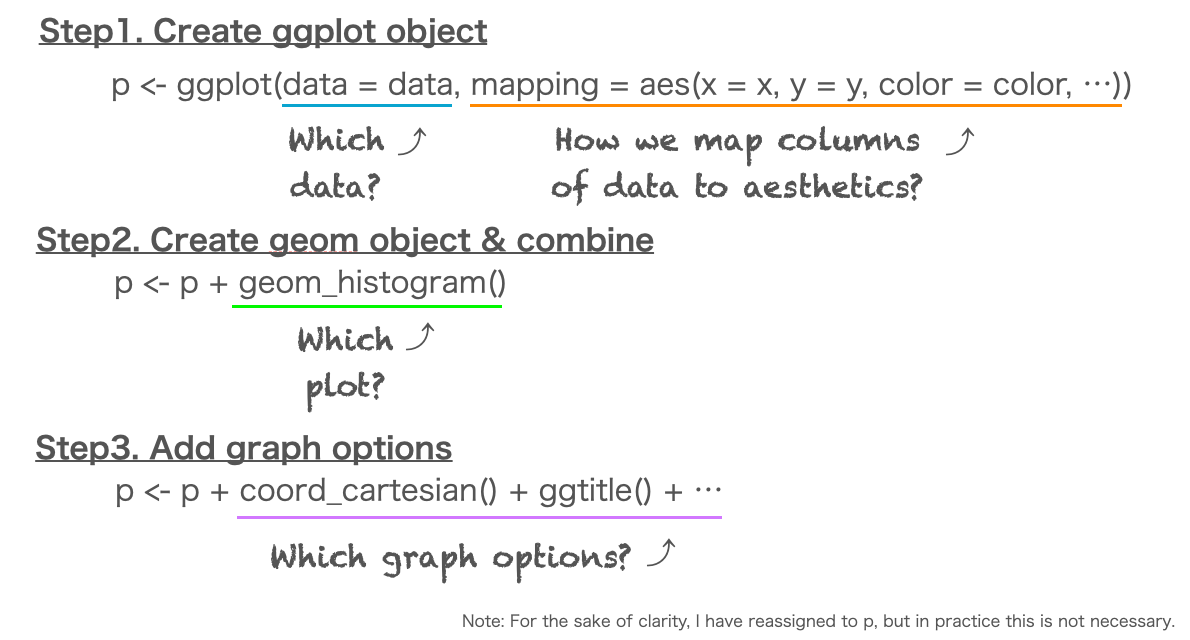 Step1. Create ggplot object
p <- ggplot(data = data, mapping = aes(x = x, y = y, color = color, ⋯))
Which
data?
How we map columns
of data to aesthetics?
Step2. Create geom object & combine
p <- p + geom_histogram()
Which
plot?
Step3. Add graph options
p <- p + coord_cartesian() + ggtitle() + ⋯
Which graph options?
Note: For the sake of clarity, I have reassigned to p, but in practice this is not necessary.